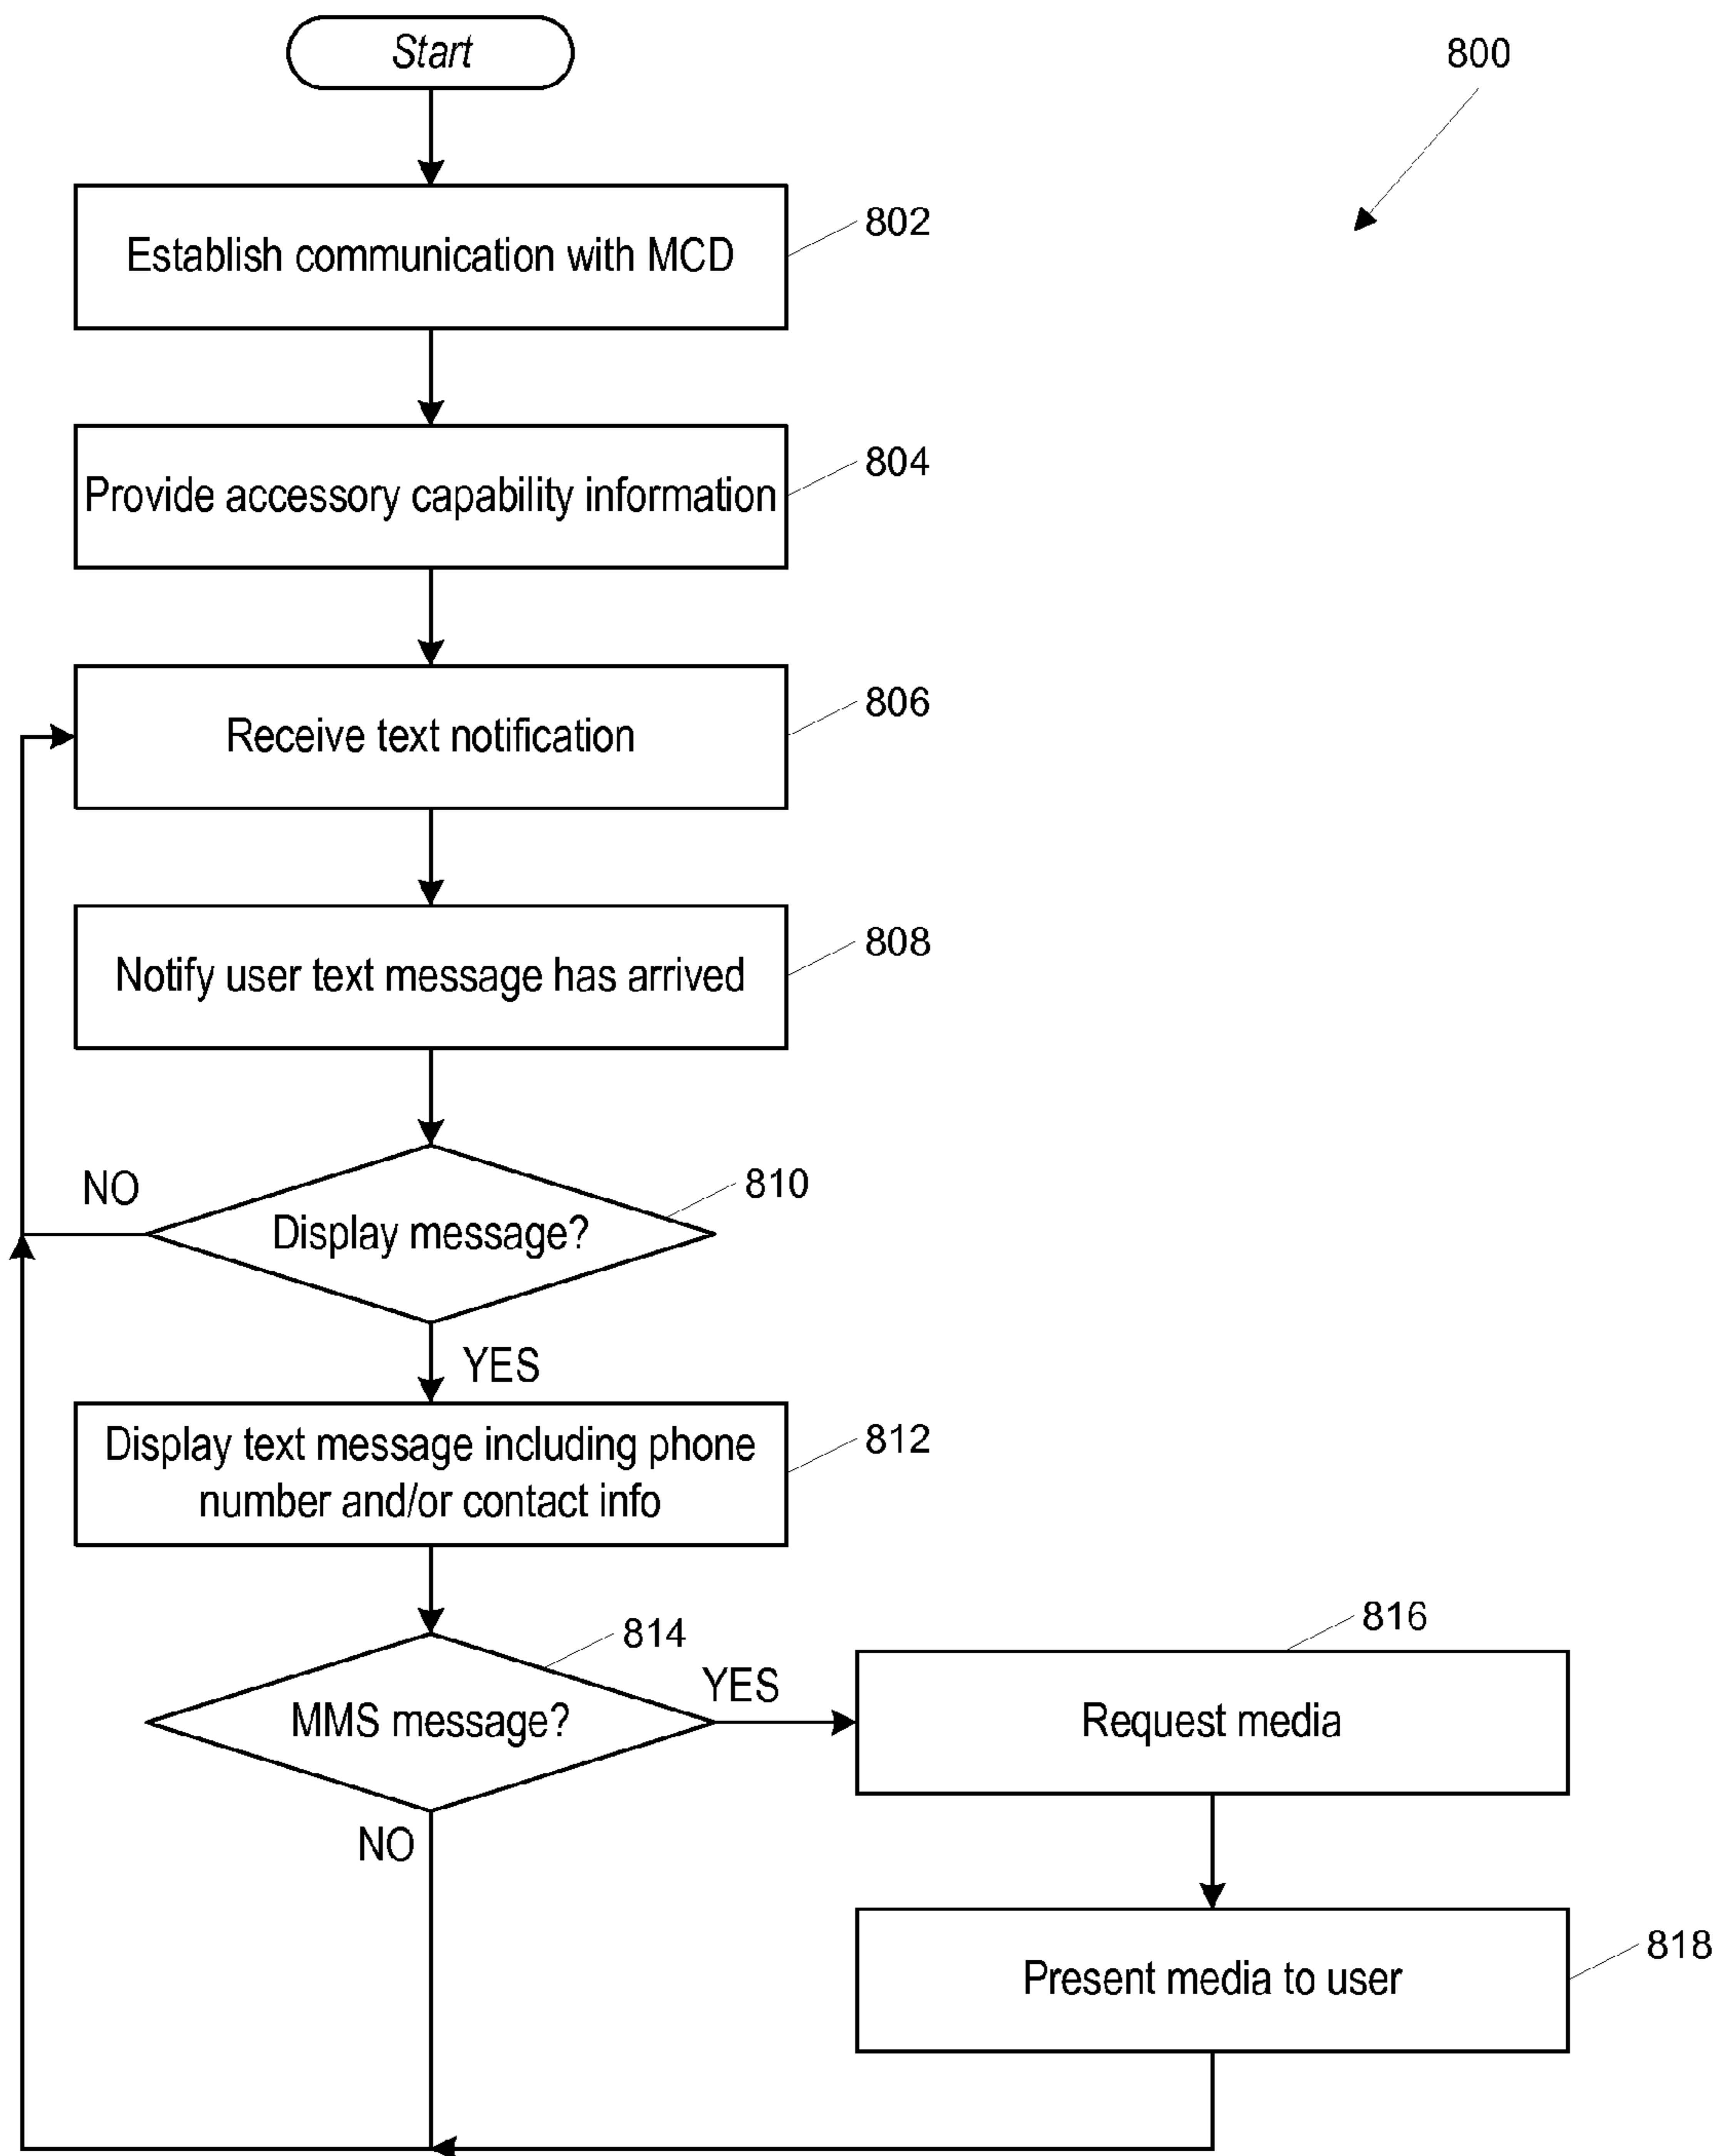 Start
800
Establish communication with MCD
802
Provide accessory capability information
804
Receive text notification
806
Notify user text message has arrived
808
Display message?
810
NO
YES
Display text message including phone
number and/or contact info
812
MMS message?
814
YES
NO
Request media
816
Present media to user
818